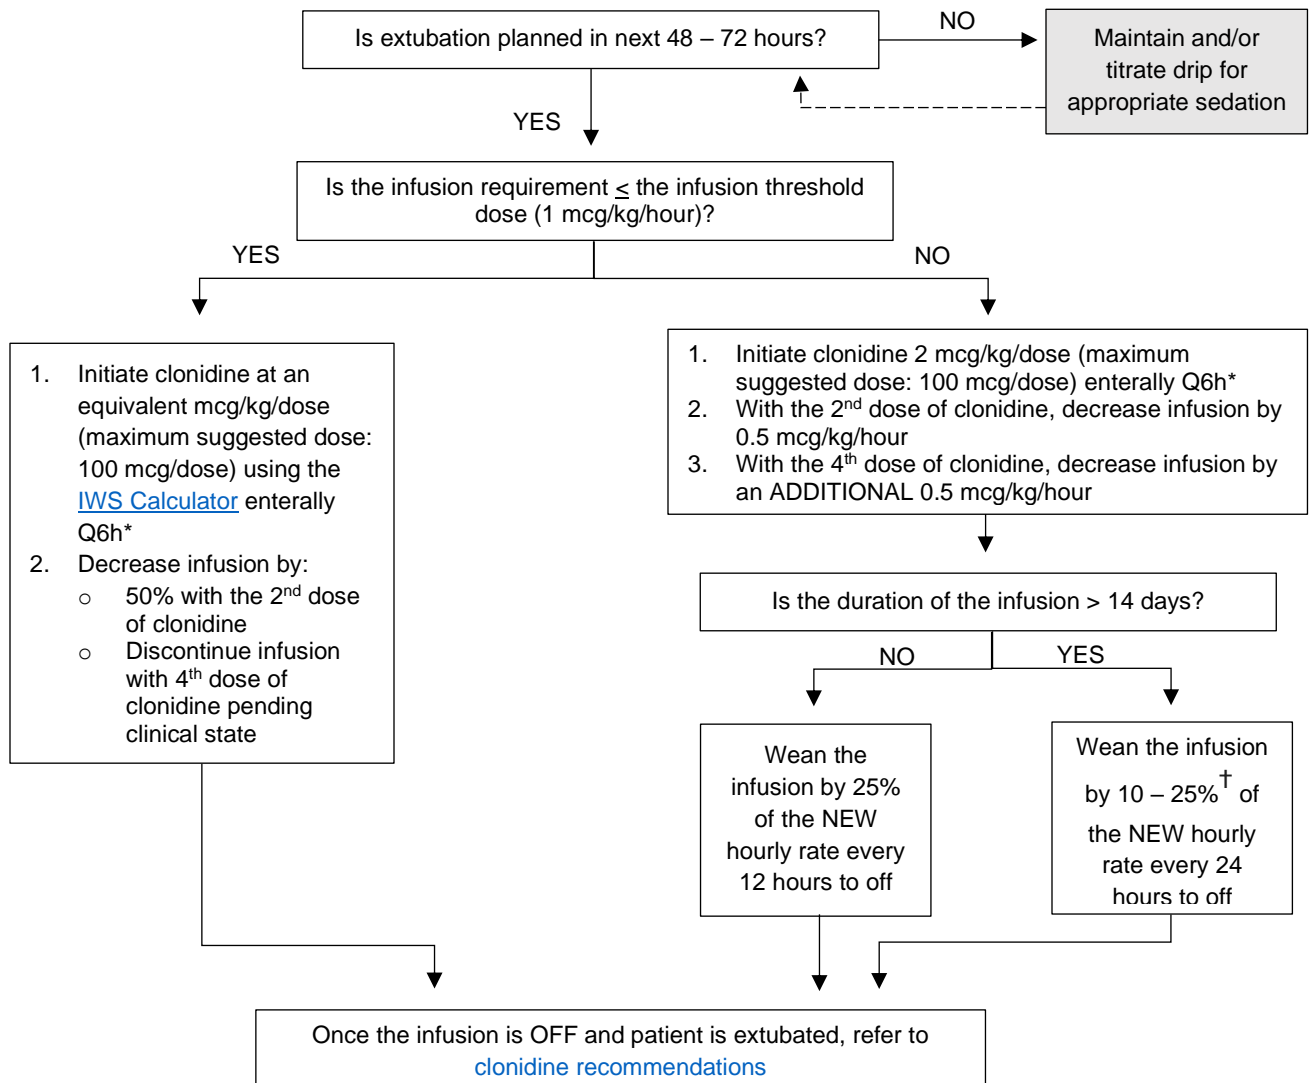 Is extubation planned in next 48 – 72 hours?
NO
Maintain and/or
titrate drip for
appropriate sedation
YES
Is the infusion requirement ≤ the infusion threshold
dose (1 mcg/kg/hour)?
YES
NO
1. Initiate clonidine at an
equivalent mcg/kg/dose
(maximum suggested dose:
100 mcg/dose) using the
IWS Calculator enterally
Q6h*
2. Decrease infusion by:
o 50% with the 2nd dose
of clonidine
o Discontinue infusion
with 4th dose of
clonidine pending
clinical state
1. Initiate clonidine 2 mcg/kg/dose (maximum
suggested dose: 100 mcg/dose) enterally Q6h*
2. With the 2nd dose of clonidine, decrease infusion by
0.5 mcg/kg/hour
3. With the 4th dose of clonidine, decrease infusion by
an ADDITIONAL 0.5 mcg/kg/hour
Is the duration of the infusion > 14 days?
NO
YES
Wean the
infusion by 25%
of the NEW
hourly rate every
12 hours to off
Wean the infusion
by 10 – 25%† of
the NEW hourly
rate every 24
hours to off
Once the infusion is OFF and patient is extubated, refer to
clonidine recommendations